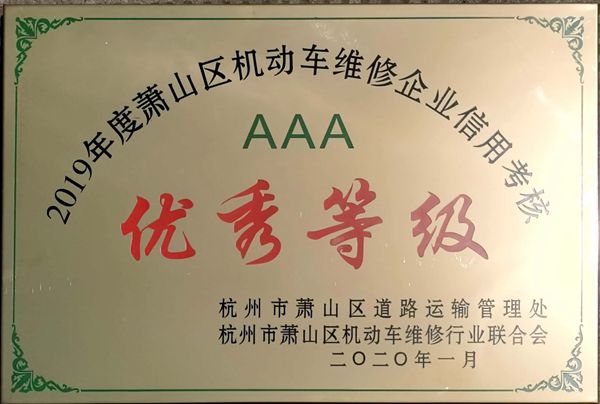 2019年度萧山区机动车维修企业信用考核
AAA
优秀等级
杭州市萧山区道路运输管理处
杭州市萧山区机动车维修行业联合会
二〇二〇年一月